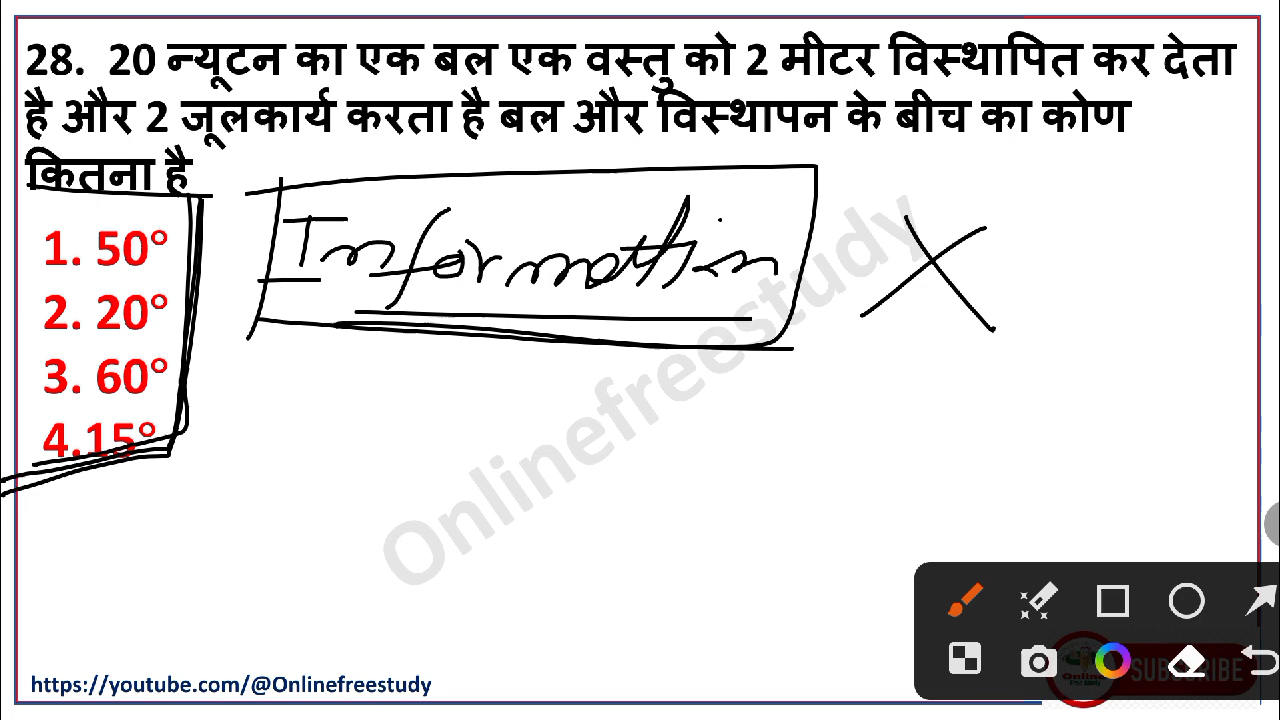 28. 20 न्यूटन का एक बल एक वस्तु को 2 मीटर विस्थापित कर देता
है और 2 जूलकार्य करता है बल और विस्थापन के बीच का कोण
कितना है
Information
1. 50°
2. 20°
3. 60°
4.15°
Onlinefreestudy
https://youtube.com/@Onlinefreestudy
SUBSCRIBE